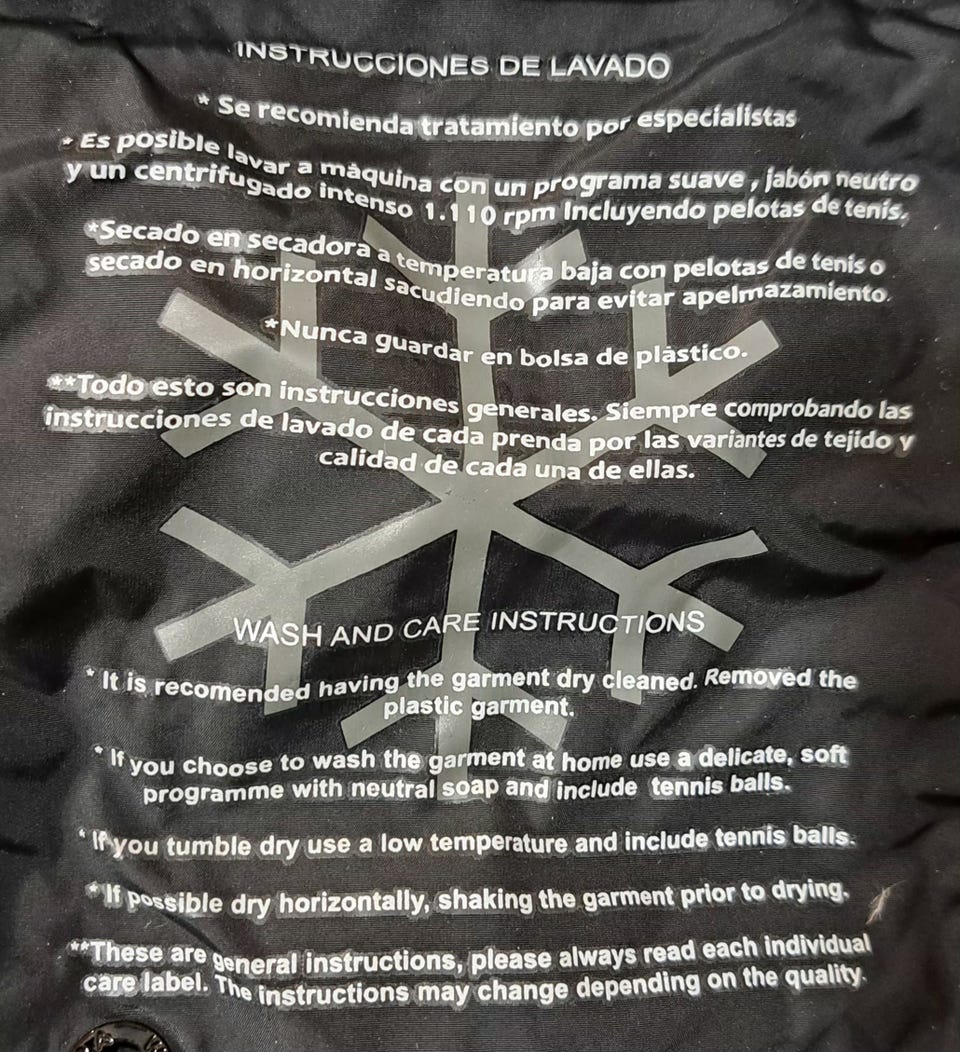 INSTRUCCIONES DE LAVADO
* Se recomienda tratamiento por especialistas
* Es posible lavar a màquina con un programa suave , jabón neutro
y un centrifugado intenso 1.110 rpm Incluyendo pelotas de tenis.
*Secado en secadora a temperatura baja con pelotas de tenis o
secado en horizontal sacudiendo para evitar apelmazamiento.
*Nunca guardar en bolsa de plàstico.
**Todo esto son instrucciones generales. Siempre comprobando las
instrucciones de lavado de cada prenda por las variantes de tejido y
calidad de cada una de ellas.
WASH AND CARE INSTRUCTIONS
* It is recomended having the garment dry cleaned. Removed the
plastic garment.
* If you choose to wash the garment at home use a delicate, soft
programme with neutral soap and include tennis balls.
* If you tumble dry use a low temperature and include tennis balls.
* If possible dry horizontally, shaking the garment prior to drying.
**These are general instructions, please always read each individual
care label. The instructions may change depending on the quality.